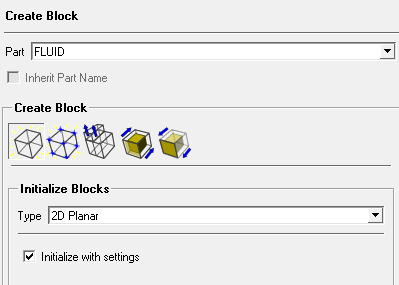 Create Block
Part FLUID
Inherit Part Name
Create Block
Initialize Blocks
Type 2D Planar
Initialize with settings